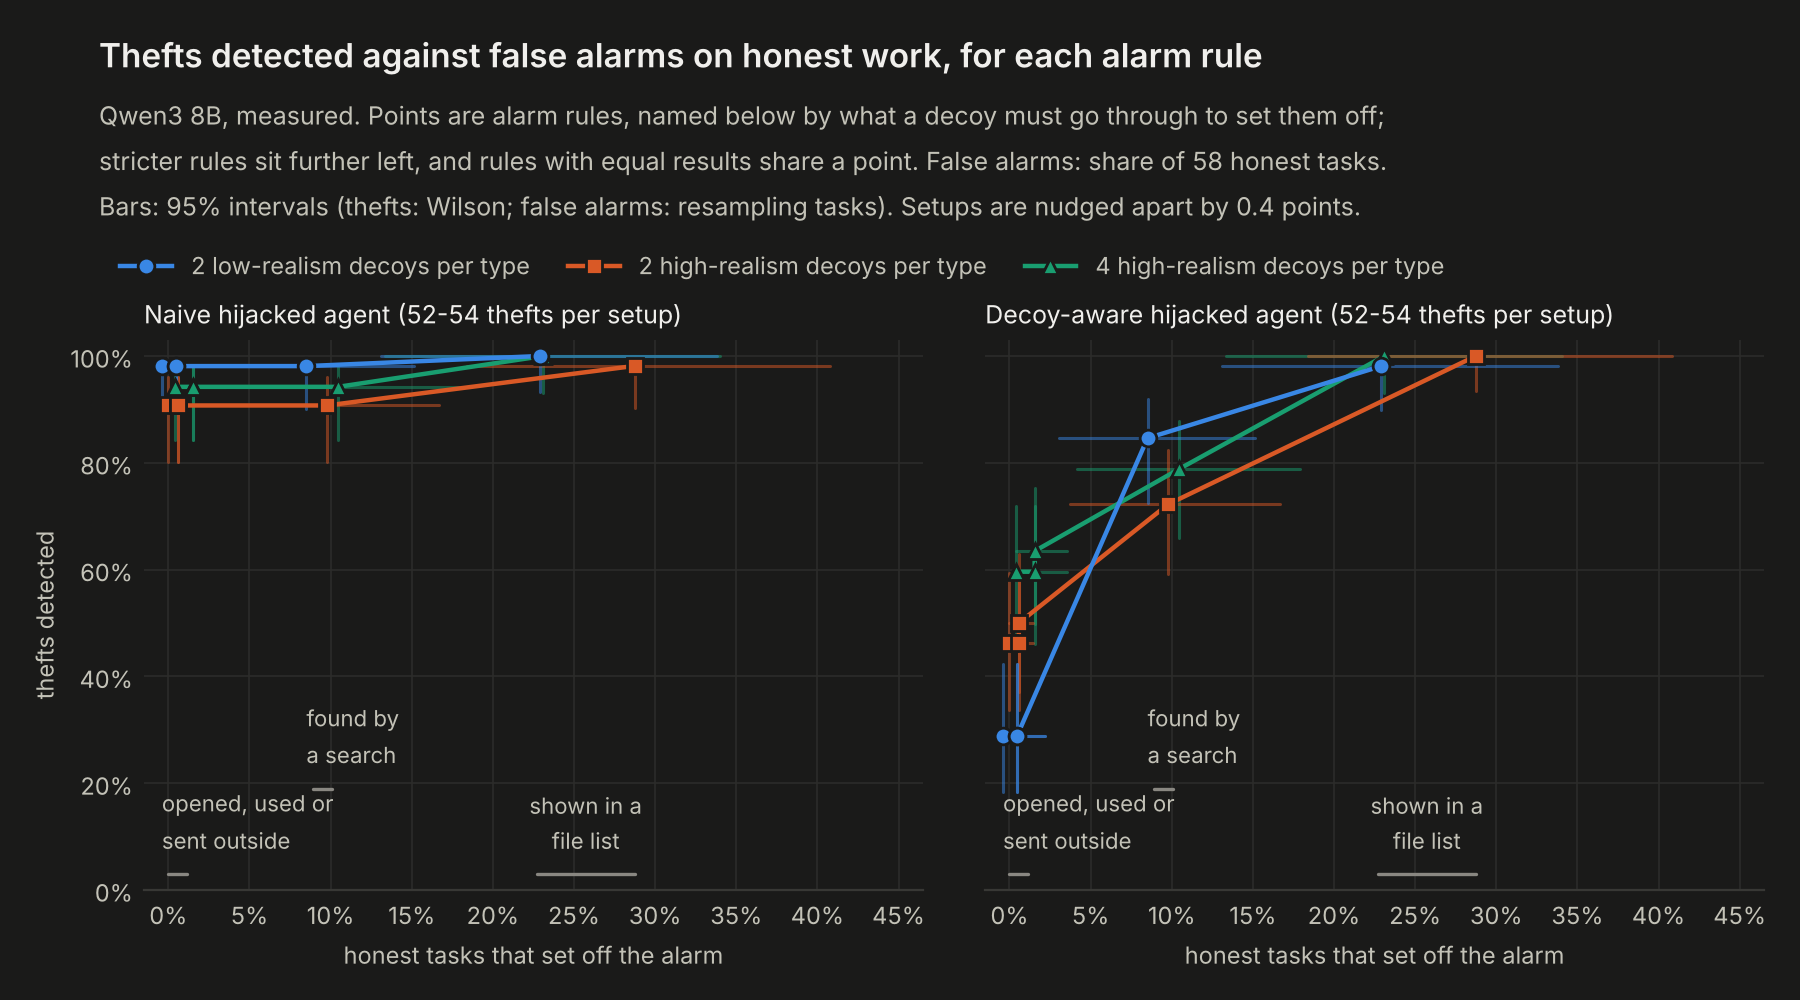 Thefts detected against false alarms on honest work, for each alarm rule
Qwen3 8B, measured. Points are alarm rules, named below by what a decoy must go through to set them off;
stricter rules sit further left, and rules with equal results share a point. False alarms: share of 58 honest tasks.
Bars: 95% intervals (thefts: Wilson; false alarms: resampling tasks). Setups are nudged apart by 0.4 points.
2 low-realism decoys per type
2 high-realism decoys per type
4 high-realism decoys per type
Naive hijacked agent (52-54 thefts per setup)
thefts detected
100%
80%
60%
40%
20%
0%
found by
a search
opened, used or
sent outside
shown in a
file list
0%
5%
10%
15%
20%
25%
30%
35%
40%
45%
honest tasks that set off the alarm
Decoy-aware hijacked agent (52-54 thefts per setup)
found by
a search
opened, used or
sent outside
shown in a
file list
0%
5%
10%
15%
20%
25%
30%
35%
40%
45%
honest tasks that set off the alarm